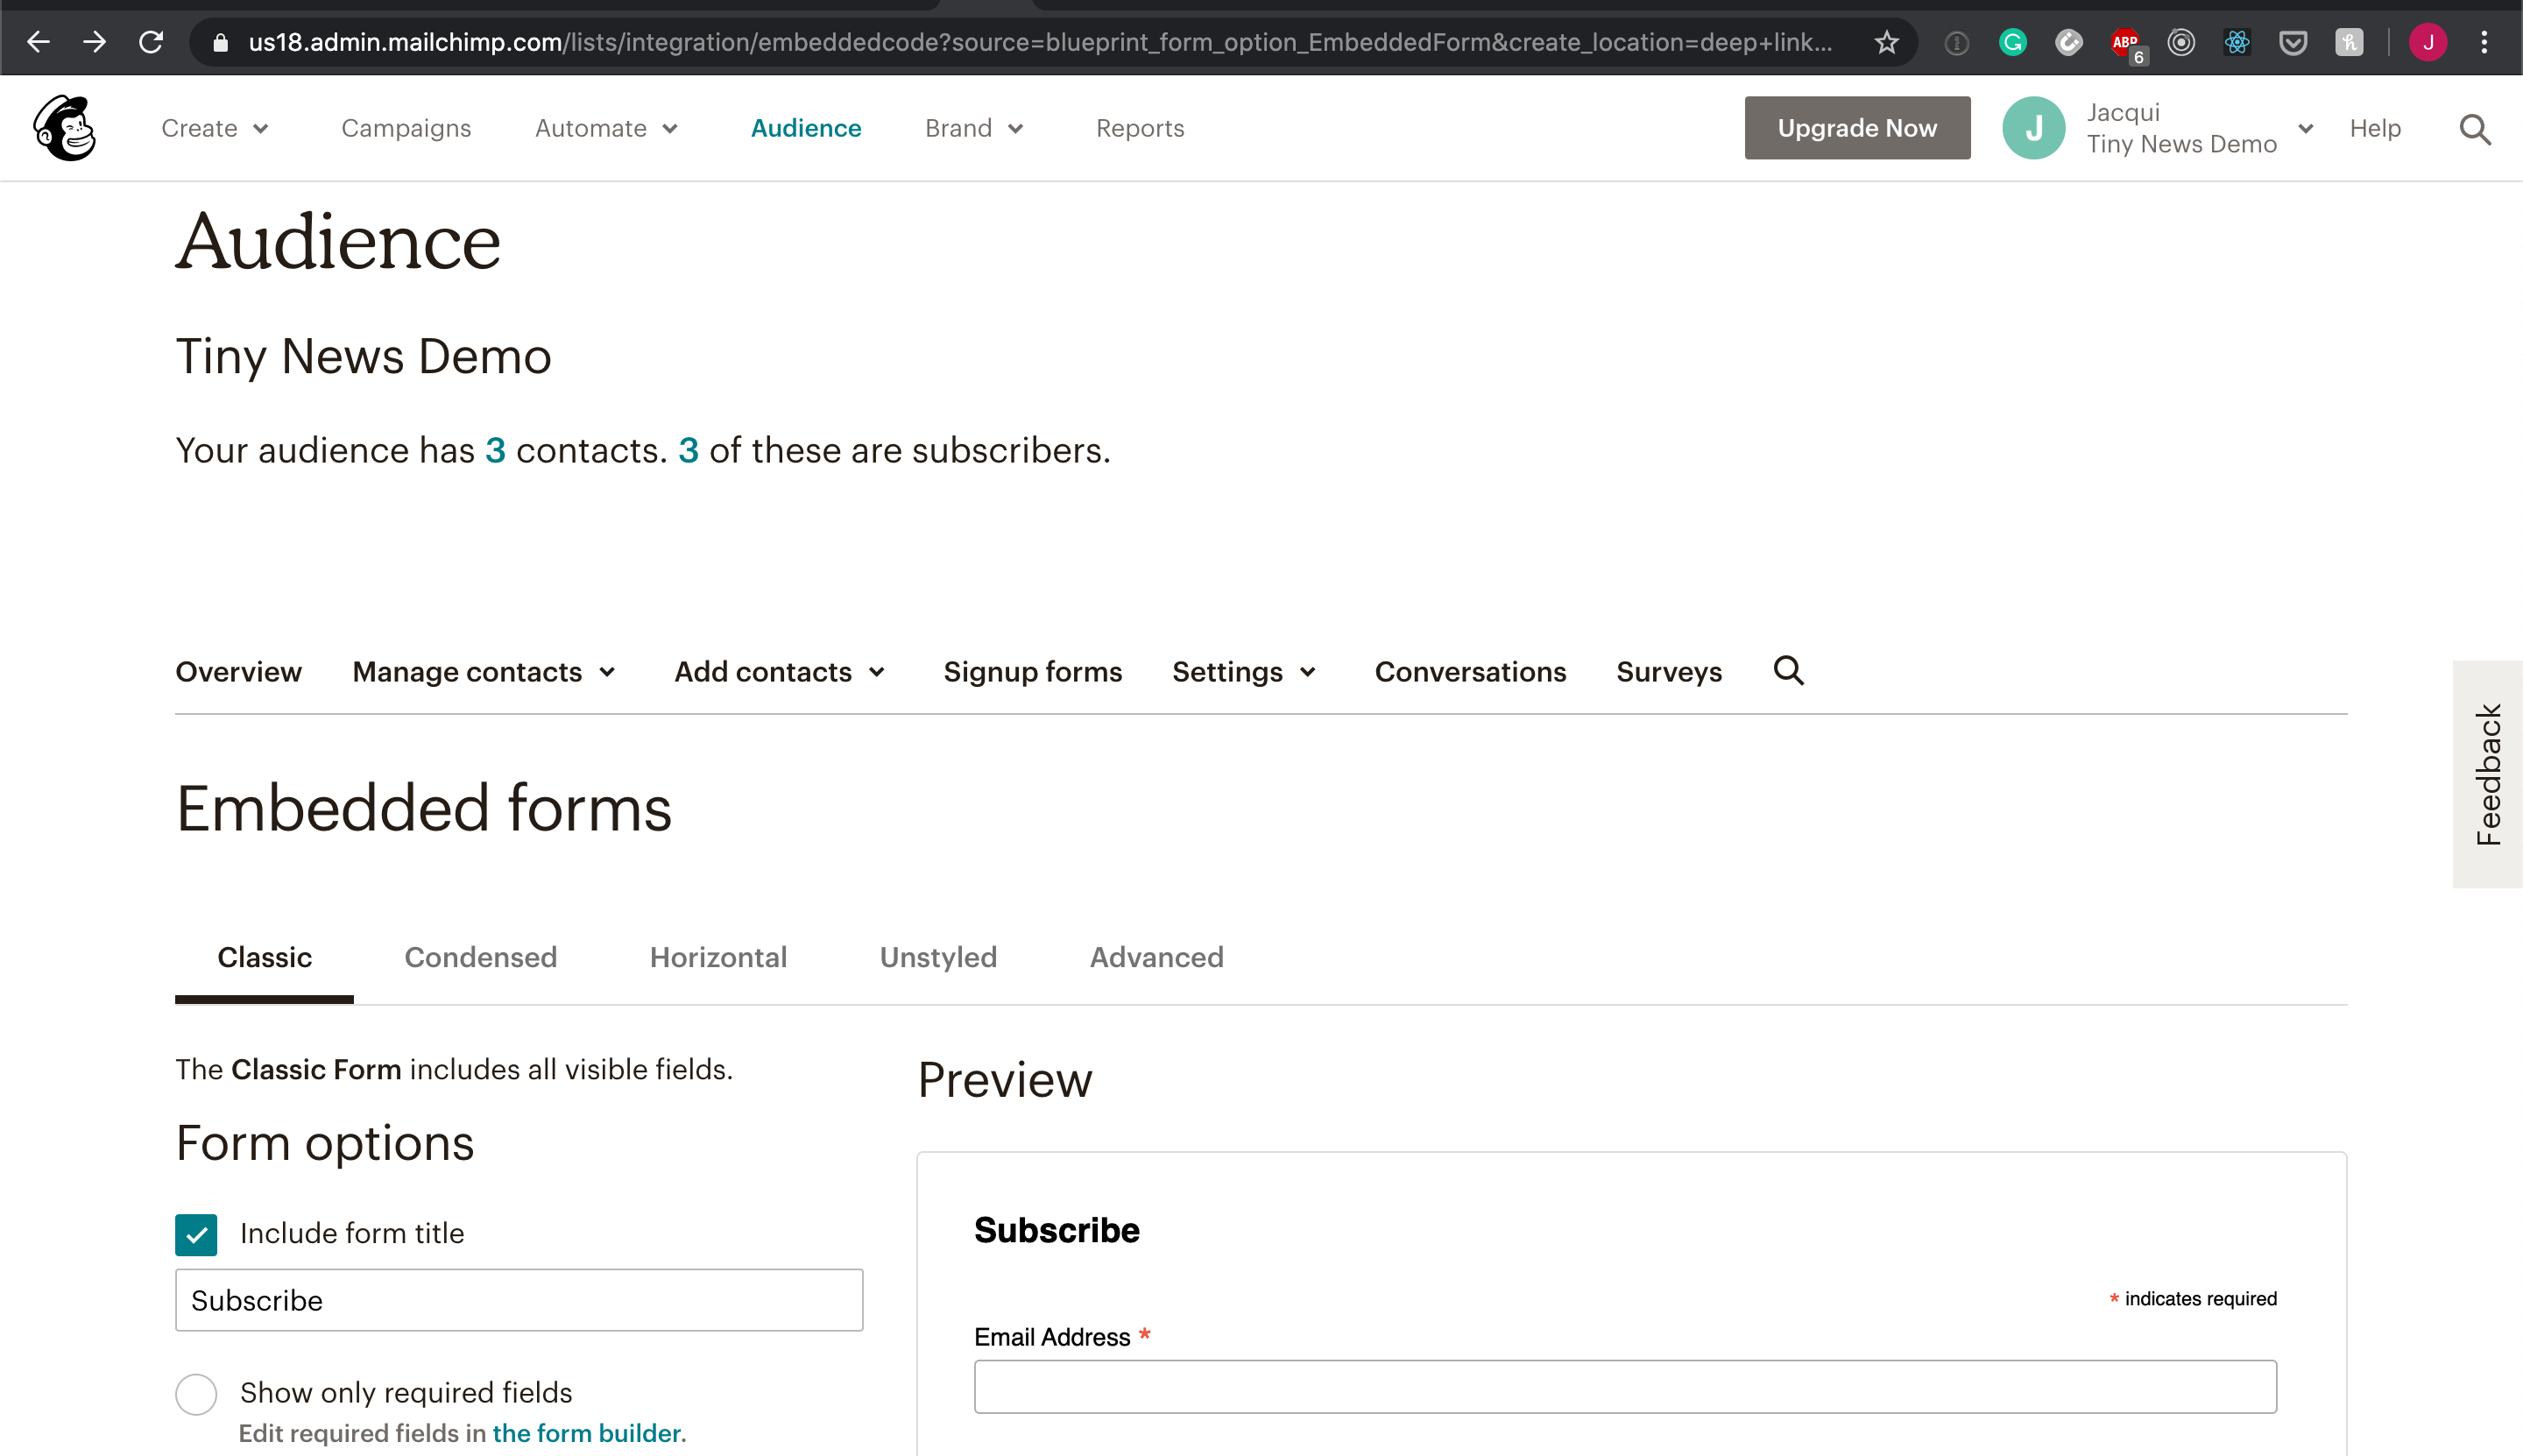 us18.admin.mailchimp.com/lists/integration/embeddedcode?source=blueprint_form_option_EmbeddedForm&create_location=deep+link...
ABP
6
J
Create
Campaigns
Automate
Audience
Brand
Reports
Upgrade Now
J
Jacqui
Tiny News Demo
Help
Audience
Tiny News Demo
Your audience has 3 contacts. 3 of these are subscribers.
Overview
Manage contacts
Add contacts
Signup forms
Settings
Conversations
Surveys
Feedback
Embedded forms
Classic
Condensed
Horizontal
Unstyled
Advanced
The Classic Form includes all visible fields.
Form options
Include form title
Subscribe
Show only required fields
Edit required fields in the form builder.
Preview
Subscribe
* indicates required
Email Address *